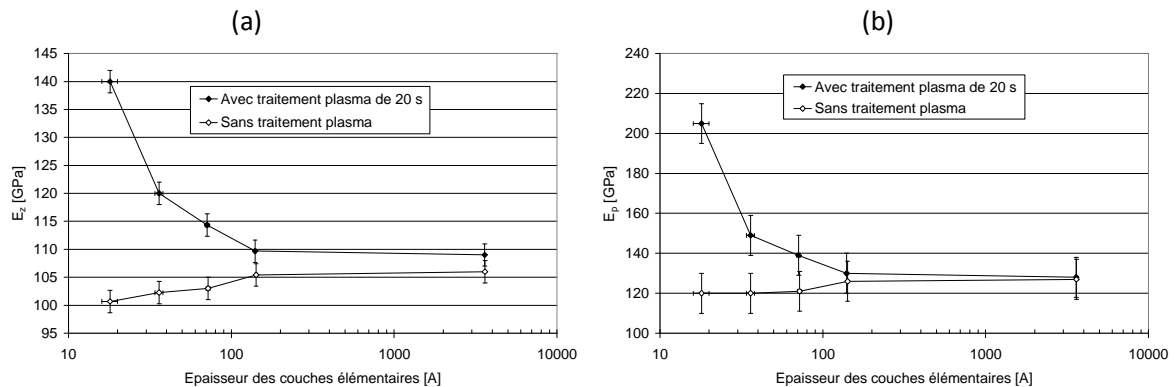 (a)
145
140
135
130
125
120
115
110
105
100
95
E_z [GPa]
Avec traitement plasma de 20 s
Sans traitement plasma
10 100 1000 10000
Epaisseur des couches élémentaires [A]
(b)
240
220
200
180
160
140
120
100
E_p [GPa]
Avec traitement plasma de 20 s
Sans traitement plasma
10 100 1000 10000
Epaisseur des couches élémentaires [A]